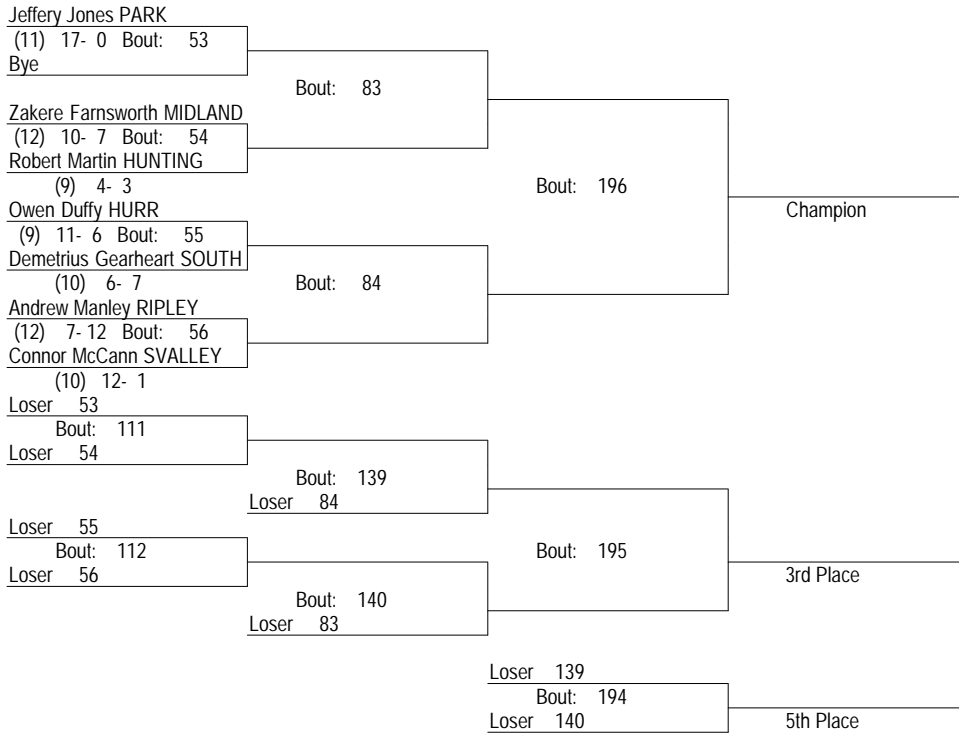 Jeffery Jones PARK
(11) 17- 0 Bout: 53
Bye
Bout: 83
Zakere Farnsworth MIDLAND
(12) 10- 7 Bout: 54
Robert Martin HUNTING
(9) 4- 3
Bout: 196
Champion
Owen Duffy HURR
(9) 11- 6 Bout: 55
Demetrius Gearheart SOUTH
(10) 6- 7
Bout: 84
Andrew Manley RIPLEY
(12) 7- 12 Bout: 56
Connor McCann SVALLEY
(10) 12- 1
Loser 53
Bout: 111
Loser 54
Bout: 139
Loser 84
Loser 55
Bout: 112
Loser 56
Bout: 195
3rd Place
Bout: 140
Loser 83
Loser 139
Bout: 194
Loser 140
5th Place